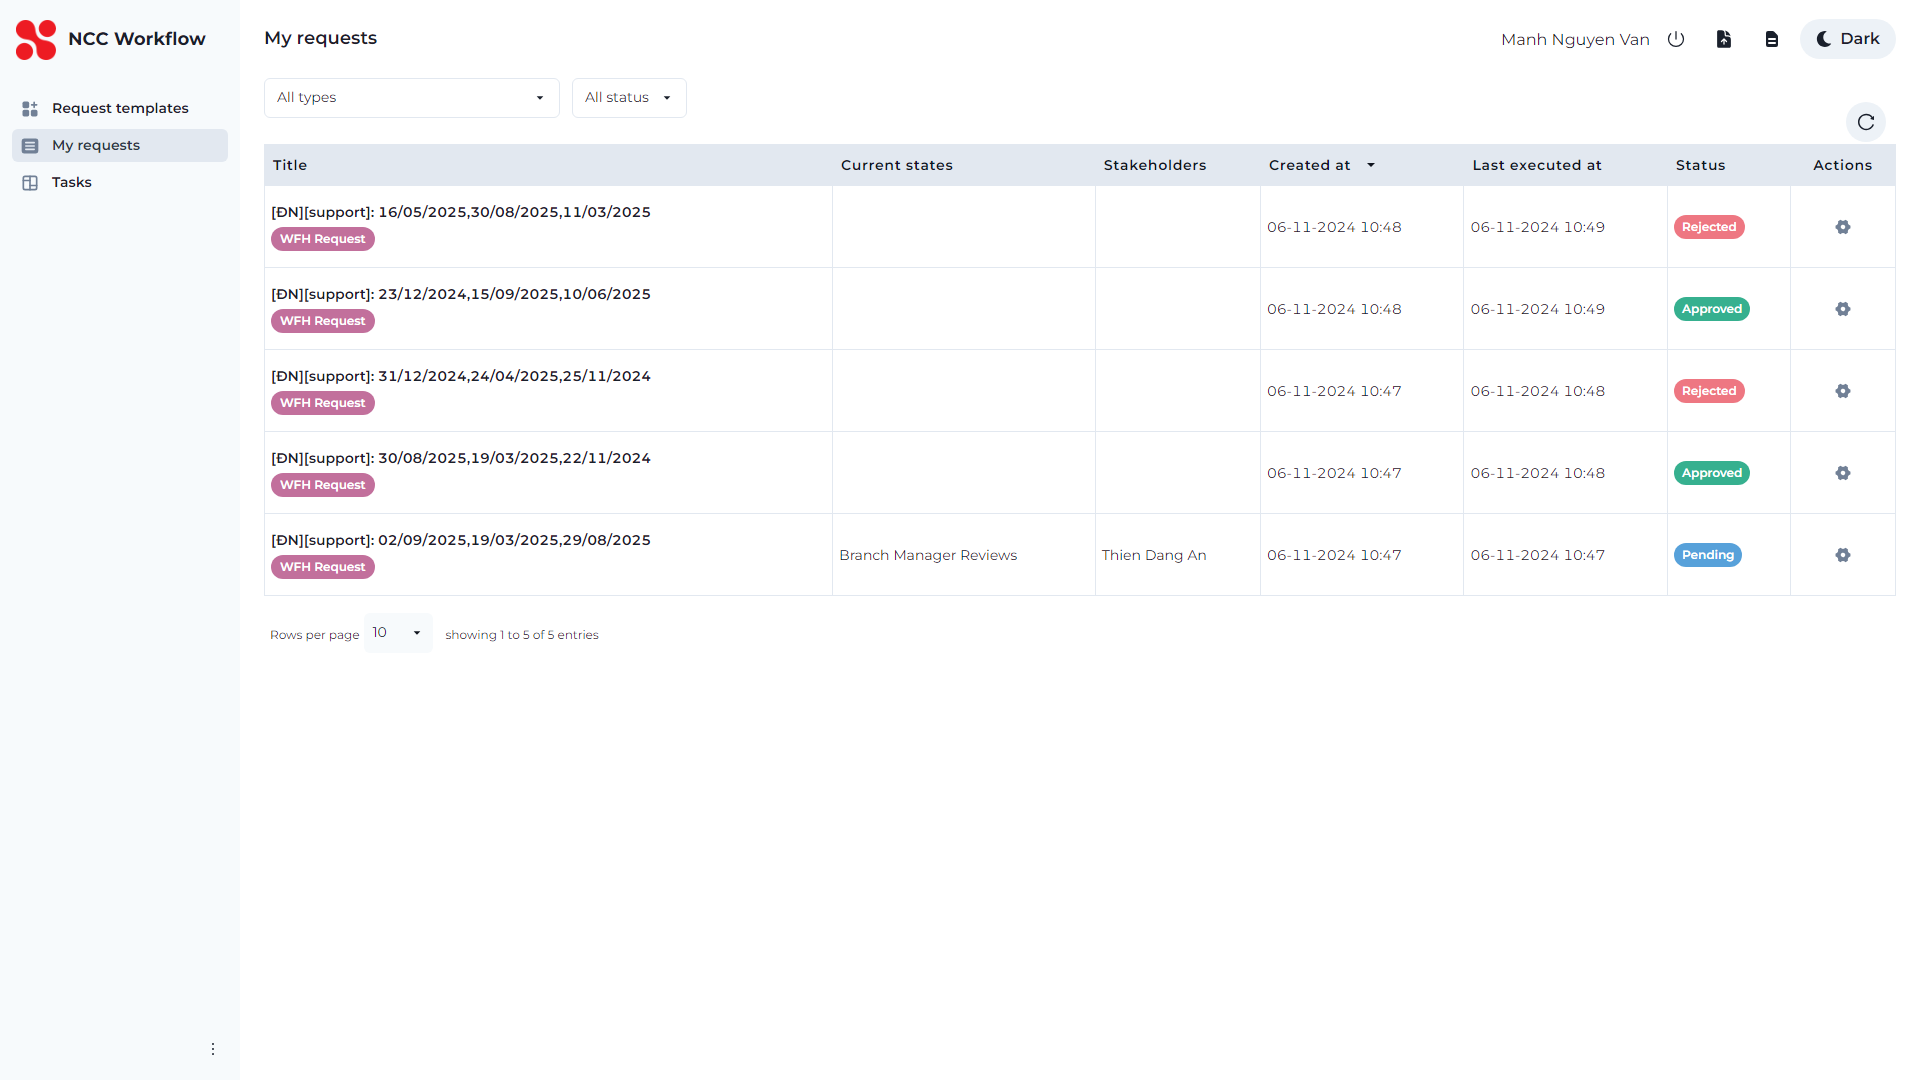 NCC Workflow
Request templates
My requests
Tasks
My requests
Manh Nguyen Van
Dark
All types
All status
Title Current states Stakeholders Created at Last executed at Status Actions
[ĐN][support]: 16/05/2025,30/08/2025,11/03/2025
WFH Request
06-11-2024 10:48 06-11-2024 10:49 Rejected
[ĐN][support]: 23/12/2024,15/09/2025,10/06/2025
WFH Request
06-11-2024 10:48 06-11-2024 10:49 Approved
[ĐN][support]: 31/12/2024,24/04/2025,25/11/2024
WFH Request
06-11-2024 10:47 06-11-2024 10:48 Rejected
[ĐN][support]: 30/08/2025,19/03/2025,22/11/2024
WFH Request
06-11-2024 10:47 06-11-2024 10:48 Approved
[ĐN][support]: 02/09/2025,19/03/2025,29/08/2025
WFH Request
Branch Manager Reviews Thien Dang An 06-11-2024 10:47 06-11-2024 10:47 Pending
Rows per page 10 showing 1 to 5 of 5 entries